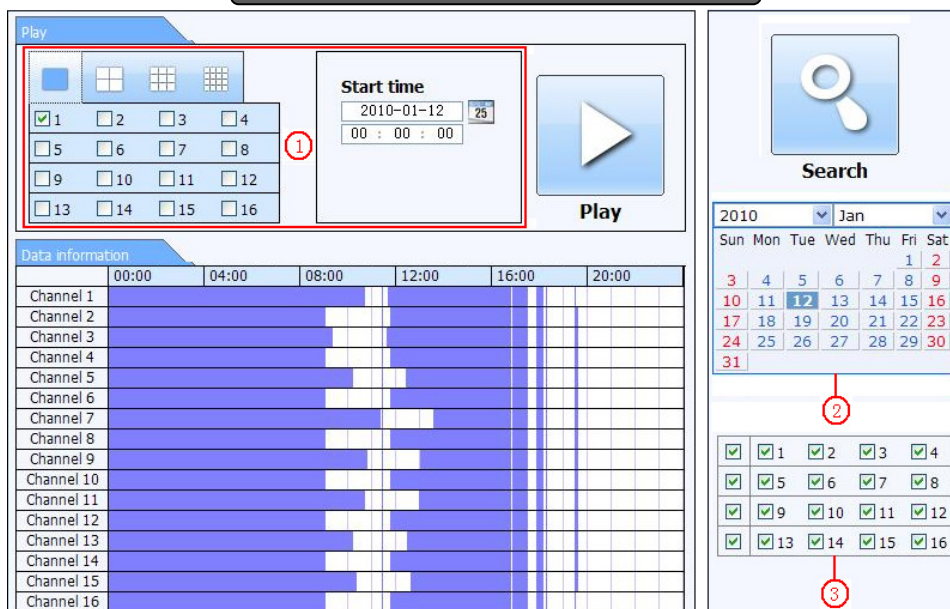 Play
1 2 3 4
5 6 7 8
9 10 11 12
13 14 15 16
1
Start time
2010-01-12 25
00 : 00 : 00
Play
Data information
00:00 04:00 08:00 12:00 16:00 20:00
Channel 1
Channel 2
Channel 3
Channel 4
Channel 5
Channel 6
Channel 7
Channel 8
Channel 9
Channel 10
Channel 11
Channel 12
Channel 13
Channel 14
Channel 15
Channel 16
Search
2010 Jan
Sun Mon Tue Wed Thu Fri Sat
1 2
3 4 5 6 7 8 9
10 11 12 13 14 15 16
17 18 19 20 21 22 23
24 25 26 27 28 29 30
31
2
1 2 3 4
5 6 7 8
9 10 11 12
13 14 15 16
3